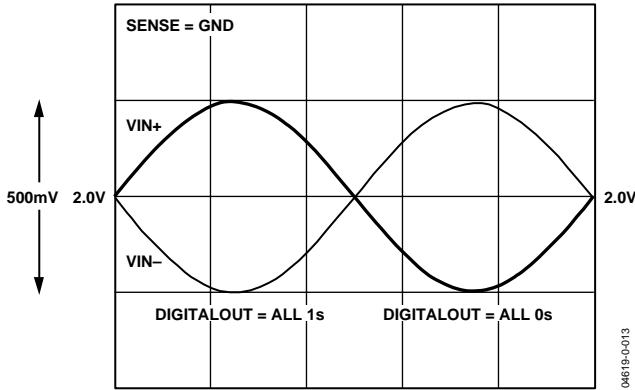 SENSE = GND
VIN+
500mV
2.0V
2.0V
VIN–
DIGITALOUT = ALL 1s
DIGITALOUT = ALL 0s
04619-0-013